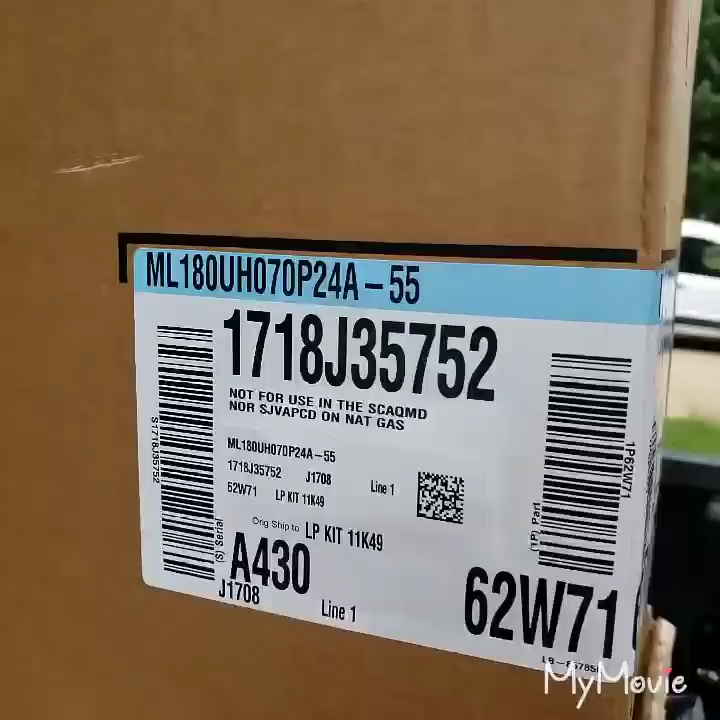 ML180UH070P24A-55
1718J35752
NOT FOR USE IN THE SCAQMD
NOR SJVAPCD ON NAT GAS
ML180UH070P24A-55
1718J35752 J1708
62W71 LP KIT 11K49 Line 1
Orig Ship to LP KIT 11K49
A430
J1708
Line 1
62W71
S1718J35752
(S) Serial
1P62W71
(1P) Part
MyMovie